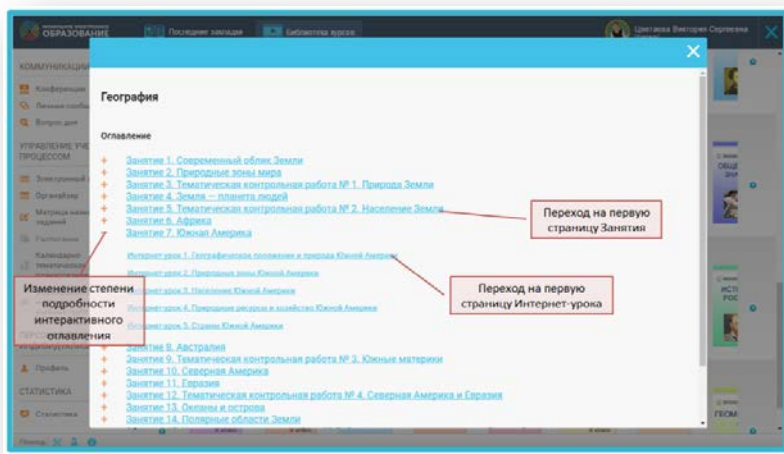 ОБРАЗОВАНИЕ
Последние закладки
Библиотека курсов
Цветкова Виктория Сергеевна
КОММУНИКАЦИИ
Конференции
Личные сообщ
Вопрос дня
УПРАВЛЕНИЕ УЧЕ
ПРОЦЕССОМ
Электронный
Органайзер
Матрица назна
заданий
Расписание
Календарно
тематическое
Профиль
СТАТИСТИКА
Статистика
Помощь
География
Оглавление
Занятие 1. Современный облик Земли
Занятие 2. Природные зоны мира
Занятие 3. Тематическая контрольная работа № 1. Природа Земли
Занятие 4. Земля — планета людей
Занятие 5. Тематическая контрольная работа № 2. Население Земли
Занятие 6. Африка
Занятие 7. Южная Америка
Интернет-урок 1. Географическое положение и природа Южной Америки
Интернет-урок 2. Природные зоны Южной Америки
Интернет-урок 3. Население Южной Америки
Интернет-урок 4. Природные ресурсы и хозяйство Южной Америки
Интернет-урок 5. Страны Южной Америки
Занятие 8. Австралия
Занятие 9. Тематическая контрольная работа № 3. Южные материки
Занятие 10. Северная Америка
Занятие 11. Евразия
Занятие 12. Тематическая контрольная работа № 4. Северная Америка и Евразия
Занятие 13. Океаны и острова
Занятие 14. Полярные области Земли
Переход на первую
страницу Занятия
Переход на первую
страницу Интернет-урока
Изменение степени
подробности
интерактивного
оглавления